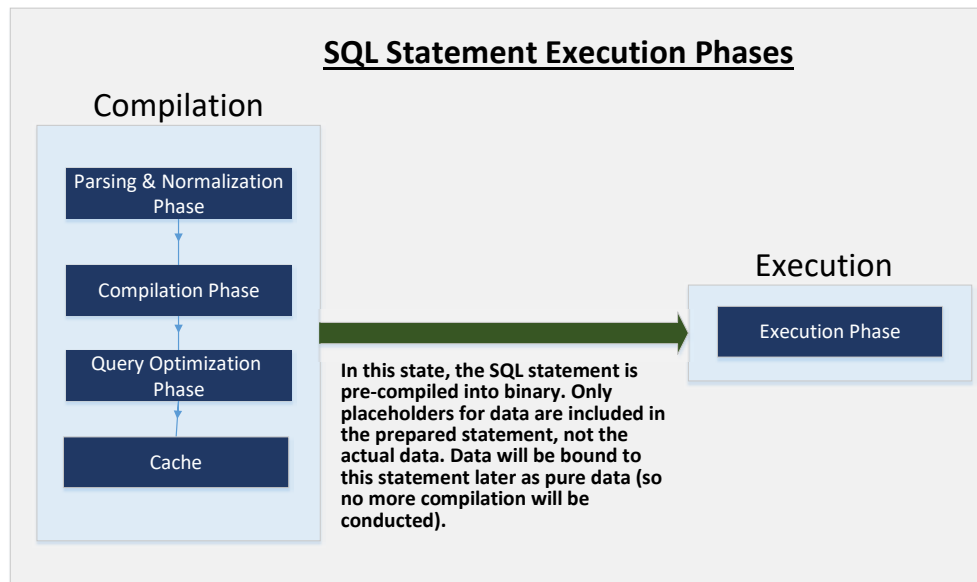 SQL Statement Execution Phases
Compilation
Parsing & Normalization
Phase
Compilation Phase
Query Optimization
Phase
Cache
In this state, the SQL statement is
pre-compiled into binary. Only
placeholders for data are included in
the prepared statement, not the
actual data. Data will be bound to
this statement later as pure data (so
no more compilation will be
conducted).
Execution
Execution Phase